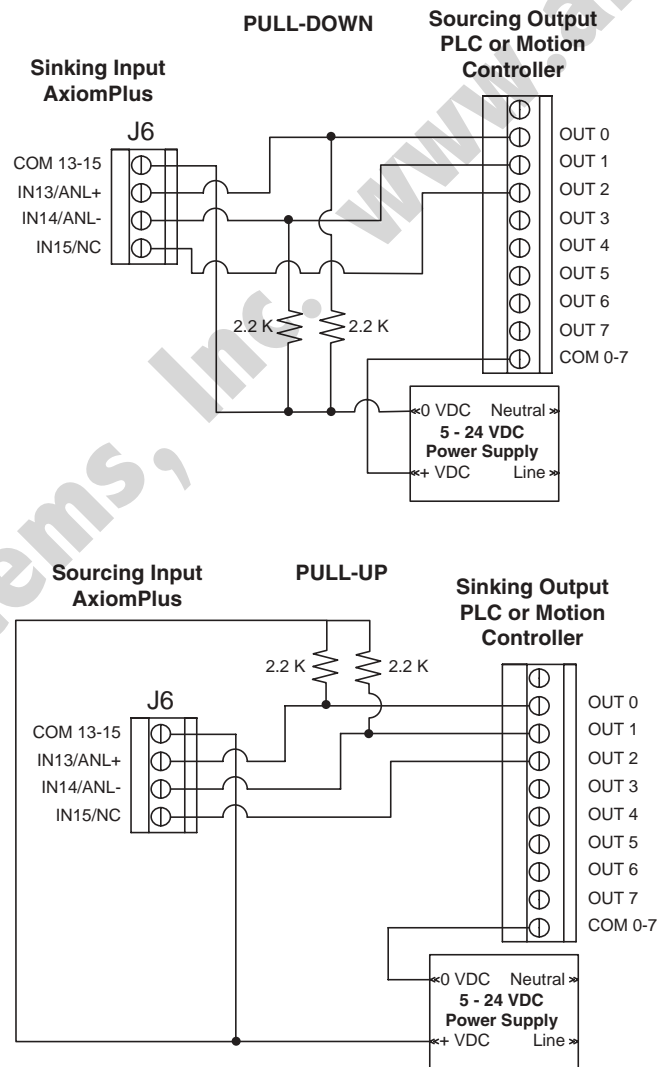 PULL-DOWN
Sourcing Output
PLC or Motion
Controller
Sinking Input
AxiomPlus
J6
COM 13-15
IN13/ANL+
IN14/ANL-
IN15/NC
OUT 0
OUT 1
OUT 2
OUT 3
OUT 4
OUT 5
OUT 6
OUT 7
COM 0-7
2.2 K
2.2 K
0 VDC Neutral
5 - 24 VDC
Power Supply
+ VDC Line
ems, Inc. www.a
Sourcing Input
AxiomPlus
PULL-UP
Sinking Output
PLC or Motion
Controller
2.2 K
2.2 K
J6
COM 13-15
IN13/ANL+
IN14/ANL-
IN15/NC
OUT 0
OUT 1
OUT 2
OUT 3
OUT 4
OUT 5
OUT 6
OUT 7
COM 0-7
0 VDC Neutral
5 - 24 VDC
Power Supply
+ VDC Line